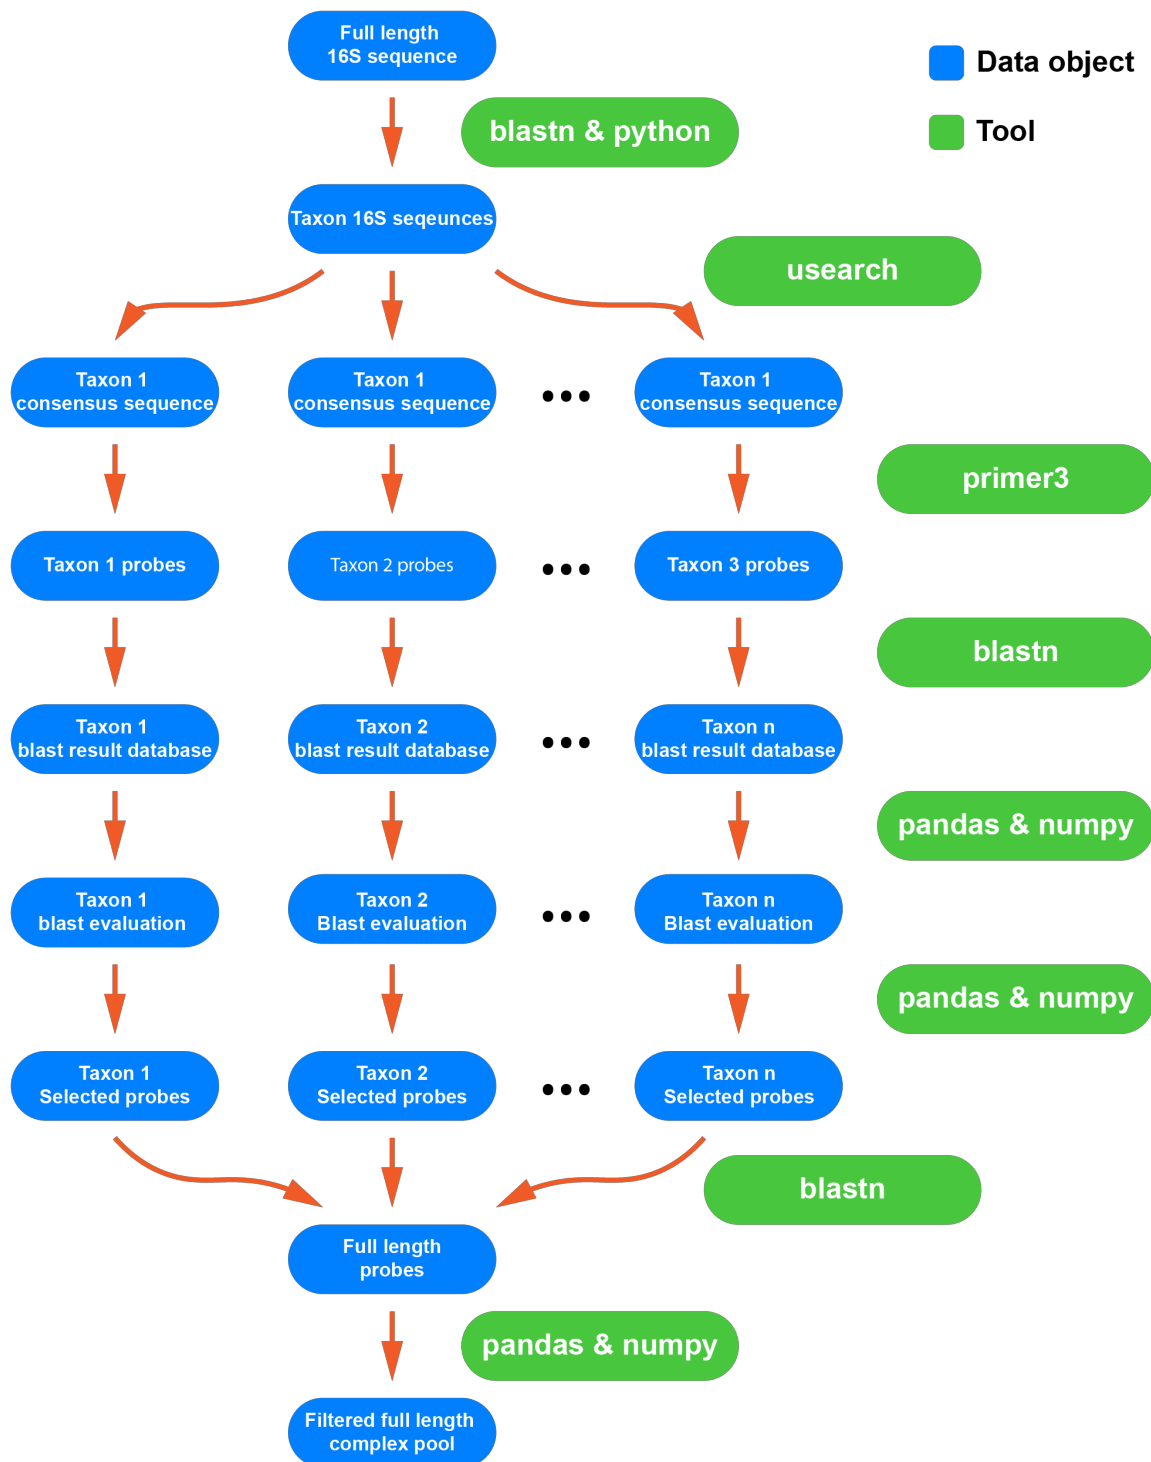 Full length
16S sequence
Data object
Tool
blastn & python
Taxon 16S seqeunces
usearch
Taxon 1
consensus sequence
Taxon 1
consensus sequence
...
Taxon 1
consensus sequence
primer3
Taxon 1 probes
Taxon 2 probes
...
Taxon 3 probes
blastn
Taxon 1
blast result database
Taxon 2
blast result database
...
Taxon n
blast result database
pandas & numpy
Taxon 1
blast evaluation
Taxon 2
Blast evaluation
...
Taxon n
Blast evaluation
pandas & numpy
Taxon 1
Selected probes
Taxon 2
Selected probes
...
Taxon n
Selected probes
blastn
Full length
probes
pandas & numpy
Filtered full length
complex pool